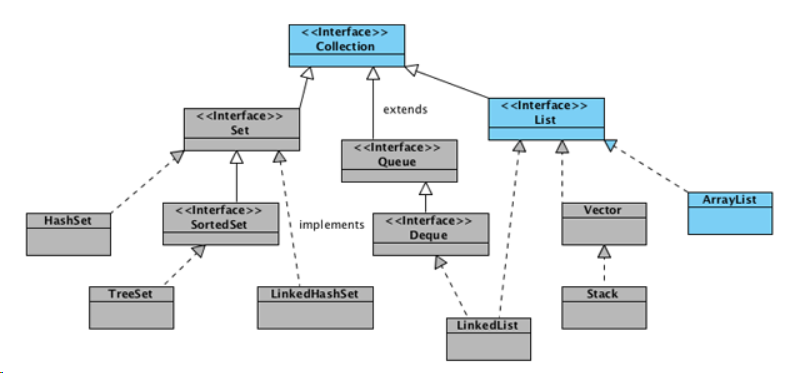 <<Interface>>
Collection
extends
<<Interface>>
Set
<<Interface>>
List
<<Interface>>
Queue
HashSet
<<Interface>>
SortedSet
implements
<<Interface>>
Deque
Vector
ArrayList
TreeSet
LinkedHashSet
LinkedList
Stack